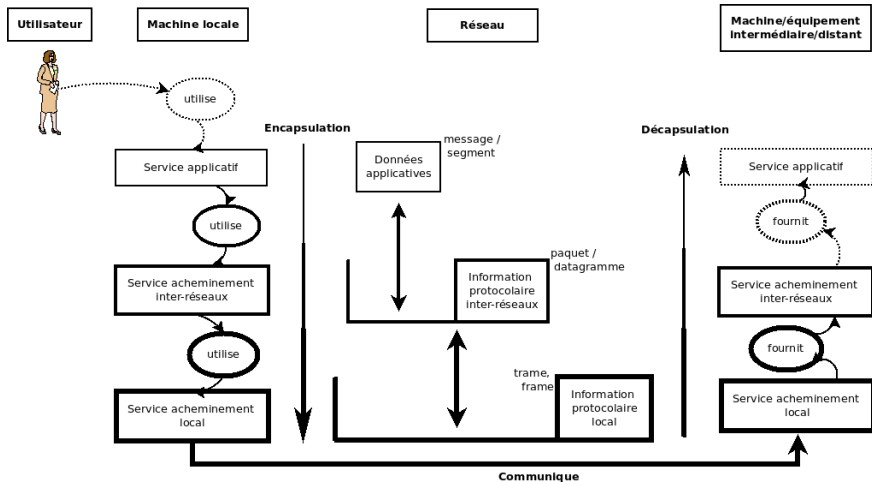 Utilisateur
Machine locale
Réseau
Machine/équipement
intermédiaire/distant
utilise
Encapsulation
Décapsulation
message /
segment
Service applicatif
Données
applicatives
Service applicatif
utilise
fournit
paquet /
datagramme
Service acheminement
inter-réseaux
Information
protocolaire
inter-réseaux
Service acheminement
inter-réseaux
utilise
fournit
trame,
frame
Service acheminement
local
Information
protocolaire
local
Service acheminement
local
Communique